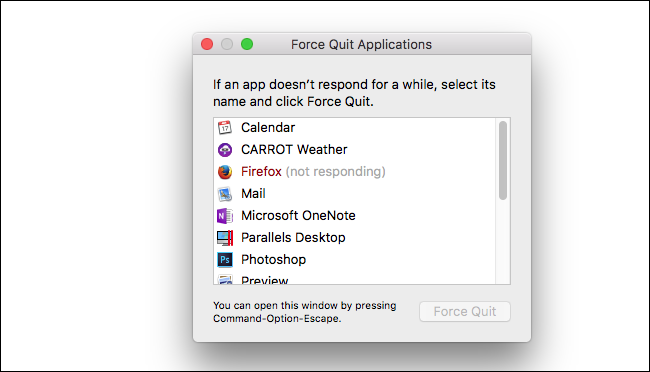 Force Quit Applications
If an app doesn’t respond for a while, select its
name and click Force Quit.
17
Calendar
CARROT Weather
Firefox (not responding)
Mail
N
Microsoft OneNote
Parallels Desktop
Ps
Photoshop
Preview
You can open this window by pressing
Command-Option-Escape.
Force Quit